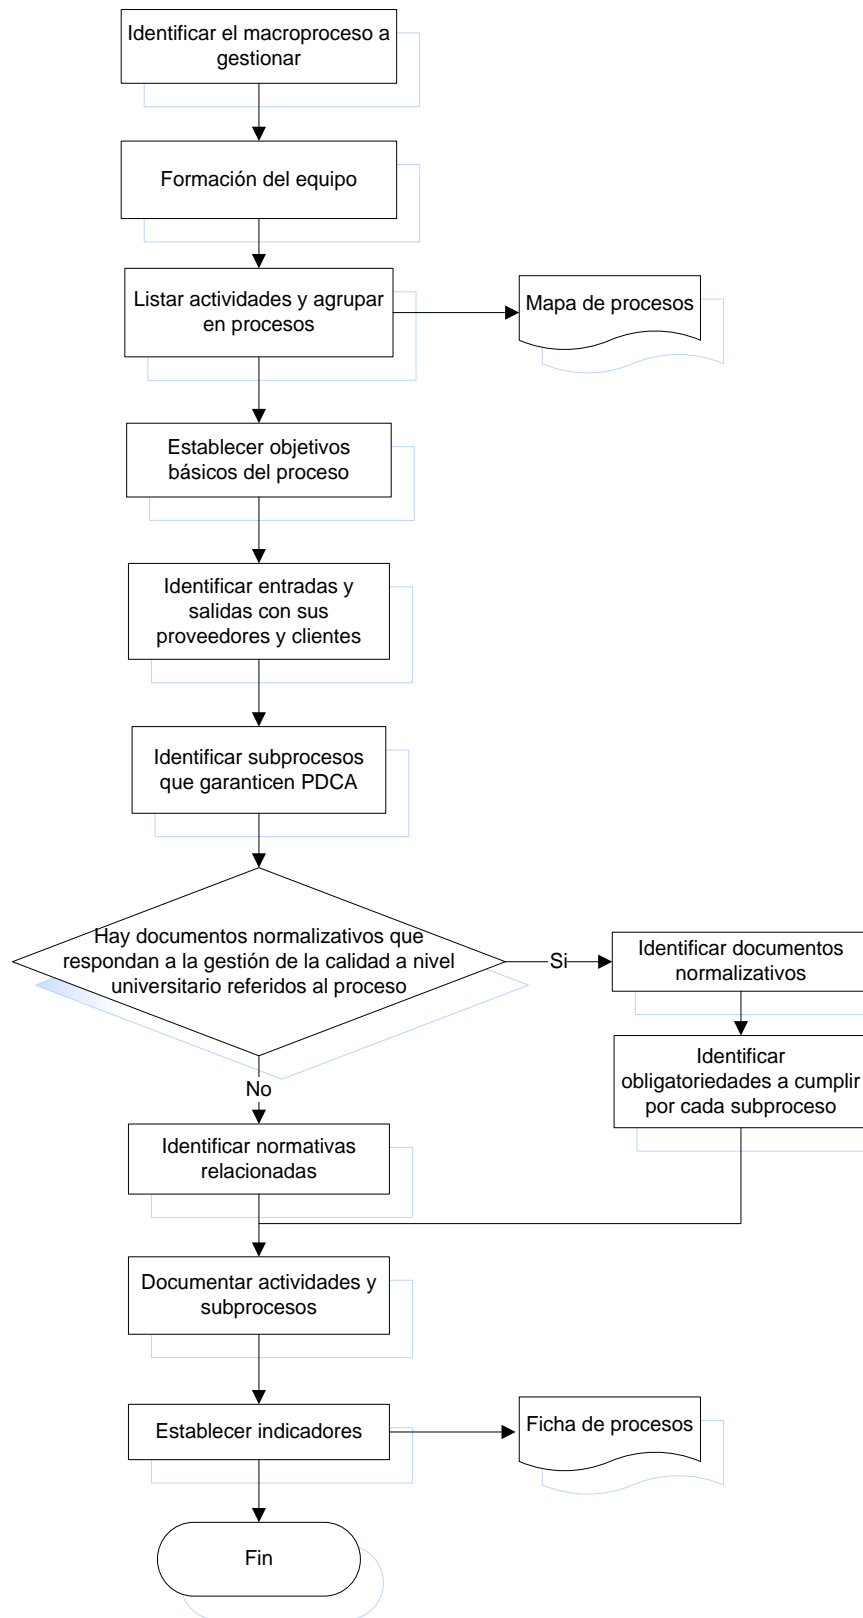 Identificar el macroproceso a
gestionar
Formación del equipo
Listar actividades y agrupar
en procesos
Mapa de procesos
Establecer objetivos
básicos del proceso
Identificar entradas y
salidas con sus
proveedores y clientes
Identificar subprocesos
que garanticen PDCA
Hay documentos normalizativos que
respondan a la gestión de la calidad a nivel
universitario referidos al proceso
Si
Identificar documentos
normalizativos
Identificar
obligatoriedades a cumplir
por cada subproceso
No
Identificar normativas
relacionadas
Documentar actividades y
subprocesos
Establecer indicadores
Ficha de procesos
Fin